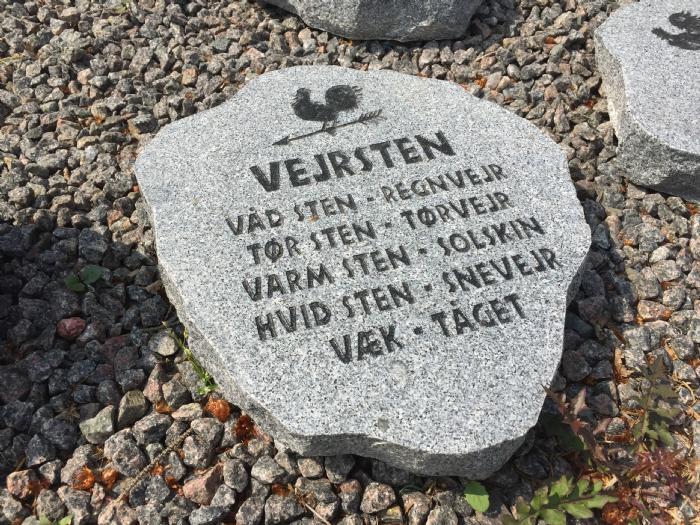 VEJRSTEN
VÅD STEN - REGNVEJR
TØR STEN - TØRVEJR
VARM STEN - SOLSKIN
HVID STEN - SNEVEJR
VÆK - TÅGET